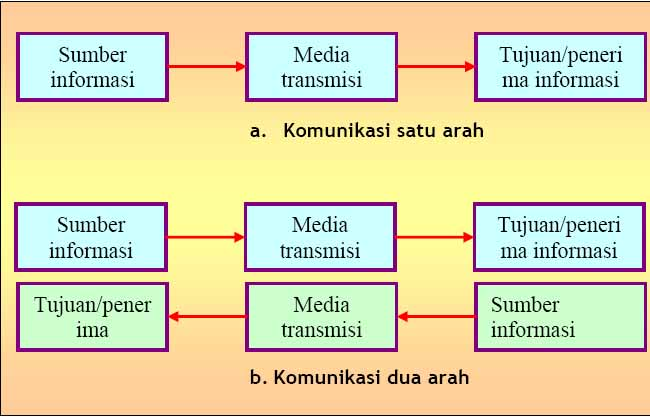 Sumber
informasi
Media
transmisi
Tujuan/peneri
ma informasi
a. Komunikasi satu arah
Sumber
informasi
Media
transmisi
Tujuan/peneri
ma informasi
Tujuan/pener
ima
Media
transmisi
Sumber
informasi
b. Komunikasi dua arah